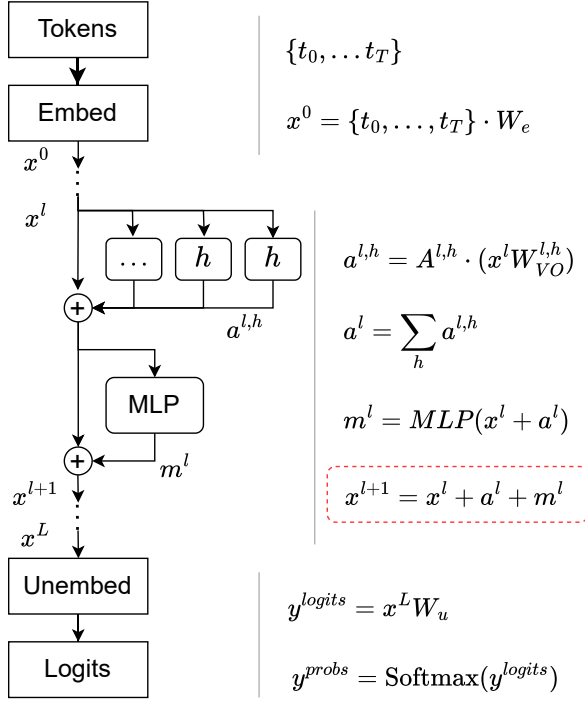 Tokens
{t_0, … t_T}
Embed
x^0 = {t_0, …, t_T} · W_e
x^0
x^l
… h h
a^{l,h} = A^{l,h} · (x^l W_{VO}^{l,h})
+
a^{l,h}
a^l = ∑_h a^{l,h}
MLP
m^l = MLP(x^l + a^l)
+
m^l
x^{l+1}
x^{l+1} = x^l + a^l + m^l
x^L
Unembed
y^{logits} = x^L W_u
Logits
y^{probs} = Softmax(y^{logits})